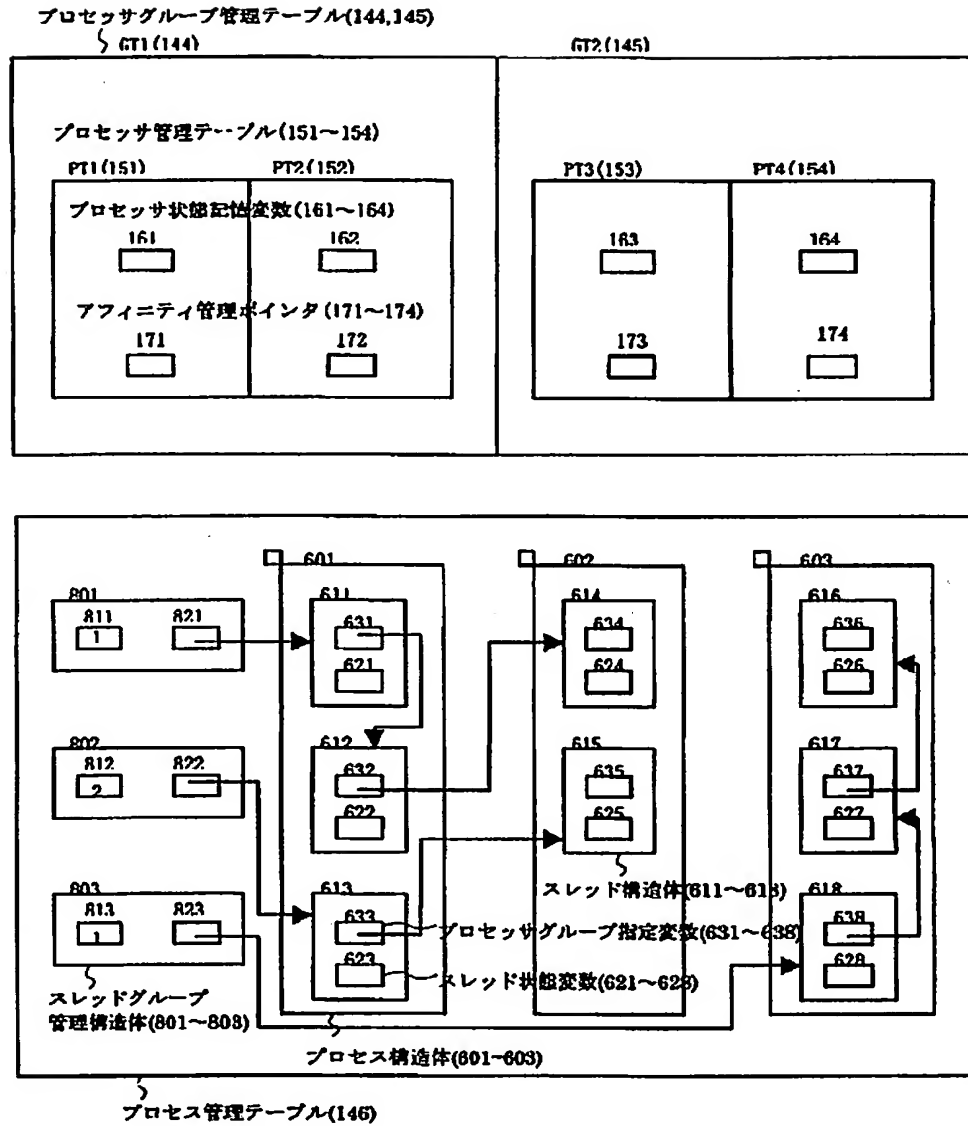 プロセッサグループ管理テーブル(144,145)
GT1(144)
GT2(145)
プロセッサ管理テーブル(151～154)
PT1(151)
PT2(152)
PT3(153)
PT4(154)
プロセッサ状態記憶変数(161～164)
161
162
163
164
アフィニティ管理ポインタ(171～174)
171
172
173
174
601
602
603
801
811
821
1
611
631
621
614
634
624
616
636
626
802
812
822
2
612
632
622
615
635
625
617
637
627
スレッド構造体(611～618)
803
813
823
1
613
633
623
618
638
628
プロセッサグループ指定変数(631～638)
スレッド状態変数(621～628)
スレッドグループ
管理構造体(801～803)
プロセス構造体(601~603)
プロセス管理テーブル(146)